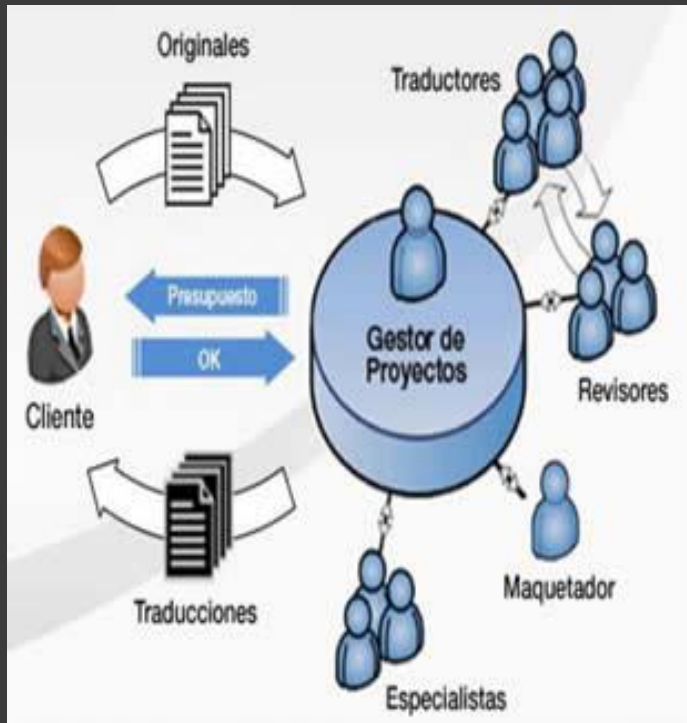 Originales
Traductores
Presupuesto
OK
Cliente
Gestor de
Proyectos
Revisores
Maquetador
Traducciones
Especialistas